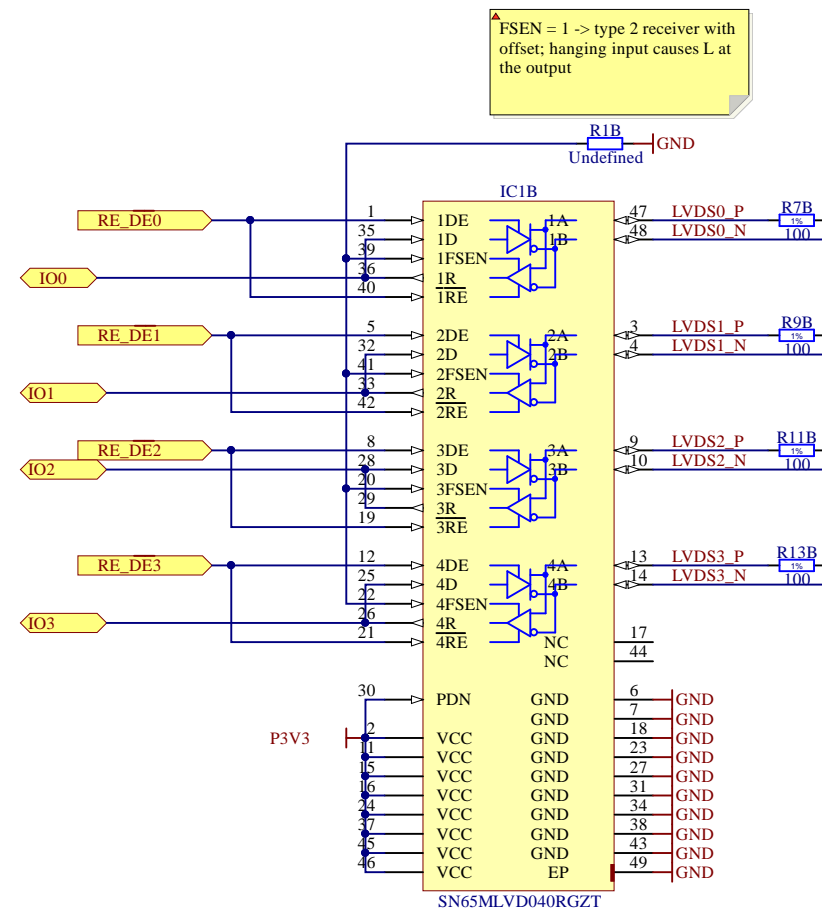 FSEN = 1 -> type 2 receiver with
offset; hanging input causes L at
the output
R1B
GND
Undefined
IC1B
RE_DE0 1 1DE 1A 47 LVDS0_P R7B
1%
35 1D 1B 48 LVDS0_N 100
39 1FSEN
IO0 36 1R
40 1RE
RE_DE1 5 2DE 2A 3 LVDS1_P R9B
1%
32 2D 2B 4 LVDS1_N 100
41 2FSEN
IO1 33 2R
42 2RE
RE_DE2 8 3DE 3A 9 LVDS2_P R11B
1%
IO2 28 3D 3B 10 LVDS2_N 100
20 3FSEN
29 3R
19 3RE
RE_DE3 12 4DE 4A 13 LVDS3_P R13B
1%
25 4D 4B 14 LVDS3_N 100
22 4FSEN
IO3 26 4R
21 4RE
NC 17
NC 44
30 PDN GND 6 GND
GND 7 GND
P3V3 2 VCC GND 18 GND
11 VCC GND 23 GND
15 VCC GND 27 GND
16 VCC GND 31 GND
24 VCC GND 34 GND
37 VCC GND 38 GND
45 VCC GND 43 GND
46 VCC EP 49 GND
SN65MLVD040RGZT